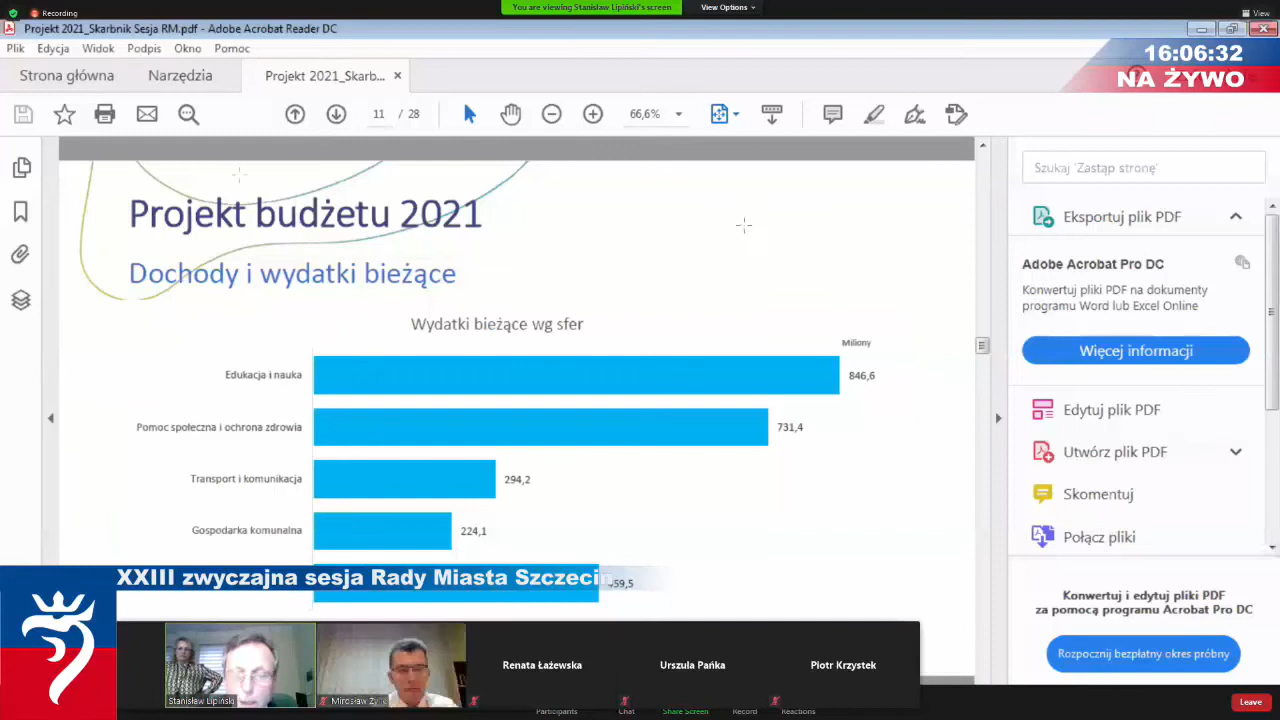 Recording
You are viewing Stanisław Lipiński's screen
View Options
View
Projekt 2021_Skarbnik Sesja RM.pdf - Adobe Acrobat Reader DC
Plik Edycja Widok Podpis Okno Pomoc
16:06:32
NA ŻYWO
Strona główna Narzędzia Projekt 2021_Skarb... ×
11 / 28 66,6%
Szukaj 'Zastąp stronę'
Projekt budżetu 2021
Dochody i wydatki bieżące
Eksportuj plik PDF
Adobe Acrobat Pro DC
Konwertuj pliki PDF na dokumenty
programu Word lub Excel Online
Więcej informacji
Wydatki bieżące wg sfer
Miliony
Edukacja i nauka 846,6
Pomoc społeczna i ochrona zdrowia 731,4
Transport i komunikacja 294,2
Gospodarka komunalna 224,1
59,5
Edytuj plik PDF
Utwórz plik PDF
Skomentuj
Połącz pliki
Konwertuj i edytuj pliki PDF
za pomocą programu Acrobat Pro DC
Rozpocznij bezpłatny okres próbny
XXIII zwyczajna sesja Rady Miasta Szczecin
Stanisław Lipiński
Mirosław Żyli
Renata Łażewska
Urszula Pańka
Piotr Krzystek
Participants Chat Share Screen Record Reactions
Leave